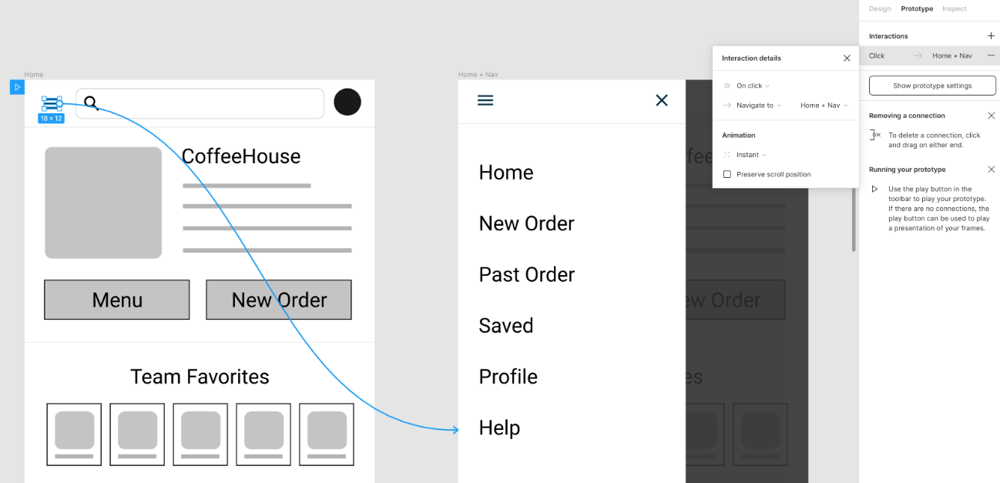 Design Prototype Inspect
Interactions
Click Home + Nav
Show prototype settings
Removing a connection
To delete a connection, click
and drag on either end.
Running your prototype
Use the play button in the
toolbar to play your prototype.
If there are no connections, the
play button can be used to play
a presentation of your frames.
Interaction details
On click
Navigate to Home + Nav
Animation
Instant
Preserve scroll position
Home
18 × 12
CoffeeHouse
Menu
New Order
Team Favorites
Home + Nav
Home
New Order
Past Order
Saved
Profile
Help
fee
ew Order
es